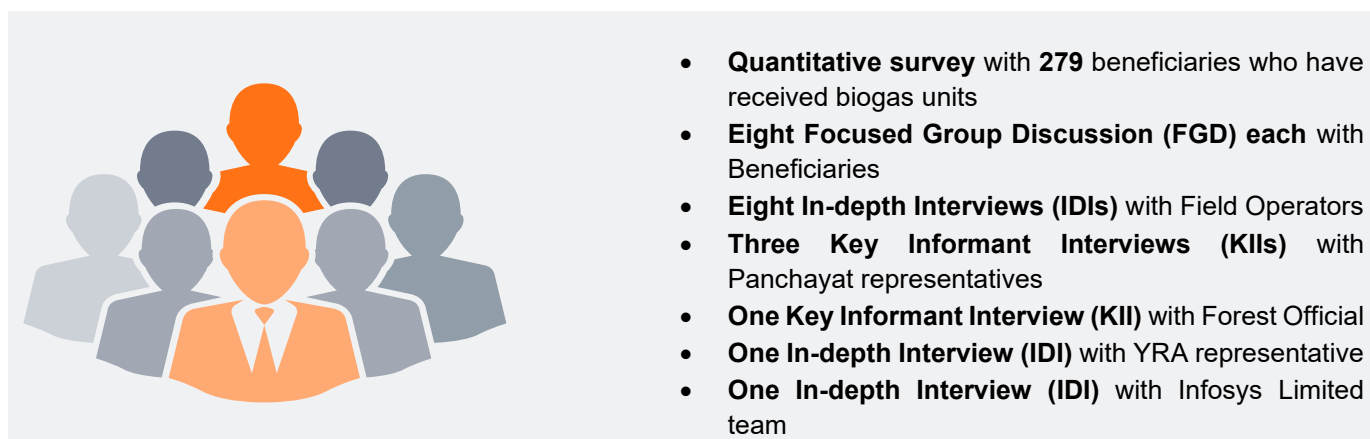 • Quantitative survey with 279 beneficiaries who have
received biogas units
• Eight Focused Group Discussion (FGD) each with
Beneficiaries
• Eight In-depth Interviews (IDIs) with Field Operators
• Three Key Informant Interviews (KIIs) with
Panchayat representatives
• One Key Informant Interview (KII) with Forest Official
• One In-depth Interview (IDI) with YRA representative
• One In-depth Interview (IDI) with Infosys Limited
team